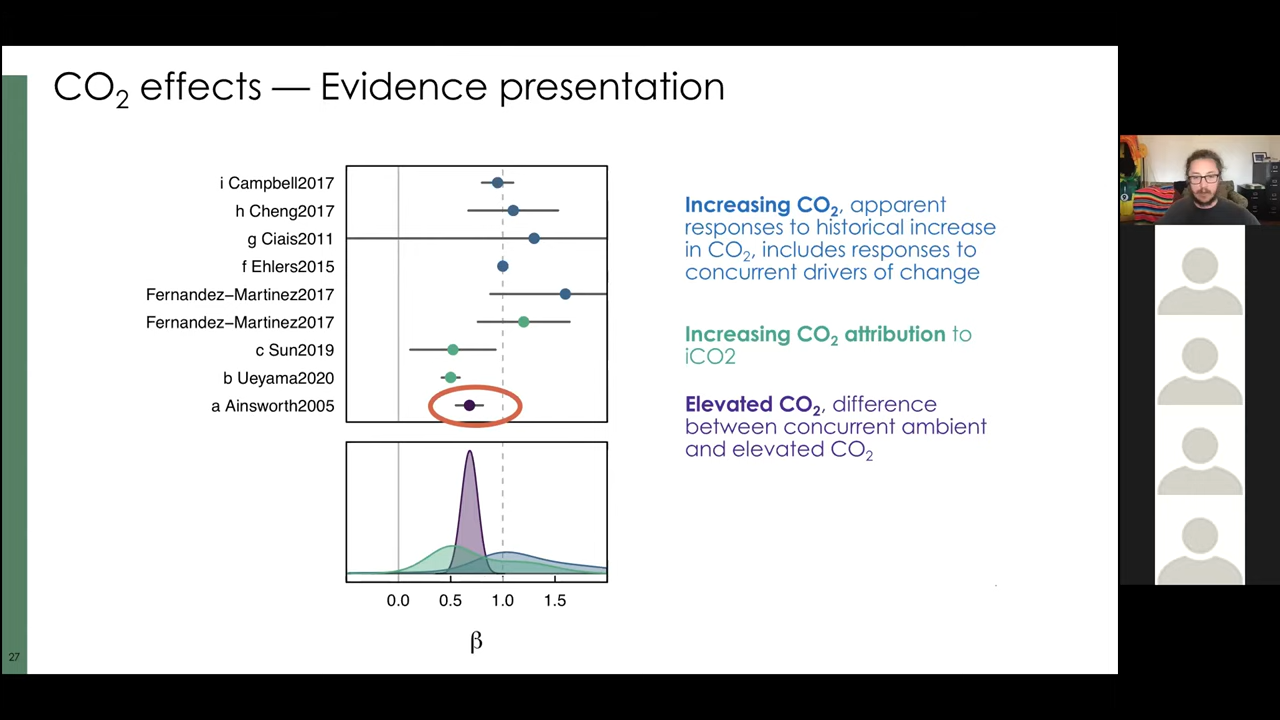 CO₂ effects — Evidence presentation
i Campbell2017
h Cheng2017
g Ciais2011
f Ehlers2015
Fernandez−Martinez2017
Fernandez−Martinez2017
c Sun2019
b Ueyama2020
a Ainsworth2005
0.0 0.5 1.0 1.5
β
Increasing CO₂, apparent
responses to historical increase
in CO₂, includes responses to
concurrent drivers of change
Increasing CO₂ attribution to
iCO2
Elevated CO₂, difference
between concurrent ambient
and elevated CO₂
27